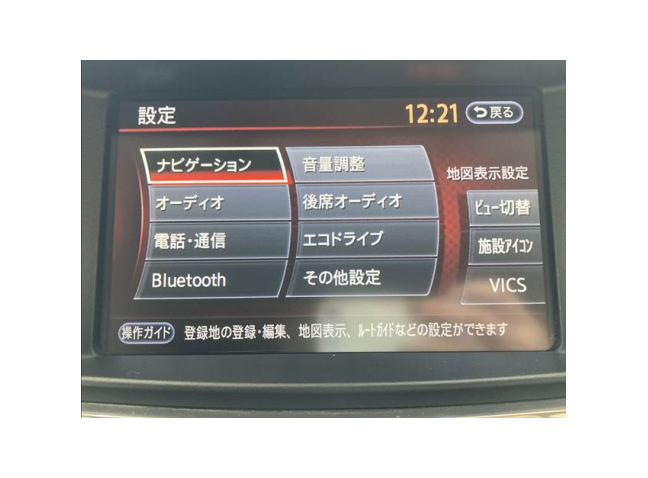 設定
12:21
戻る
ナビゲーション
音量調整
オーディオ
後席オーディオ
電話・通信
エコドライブ
Bluetooth
その他設定
地図表示設定
ビュー切替
施設アイコン
VICS
操作ガイド 登録地の登録・編集、地図表示、ルートガイドなどの設定ができます